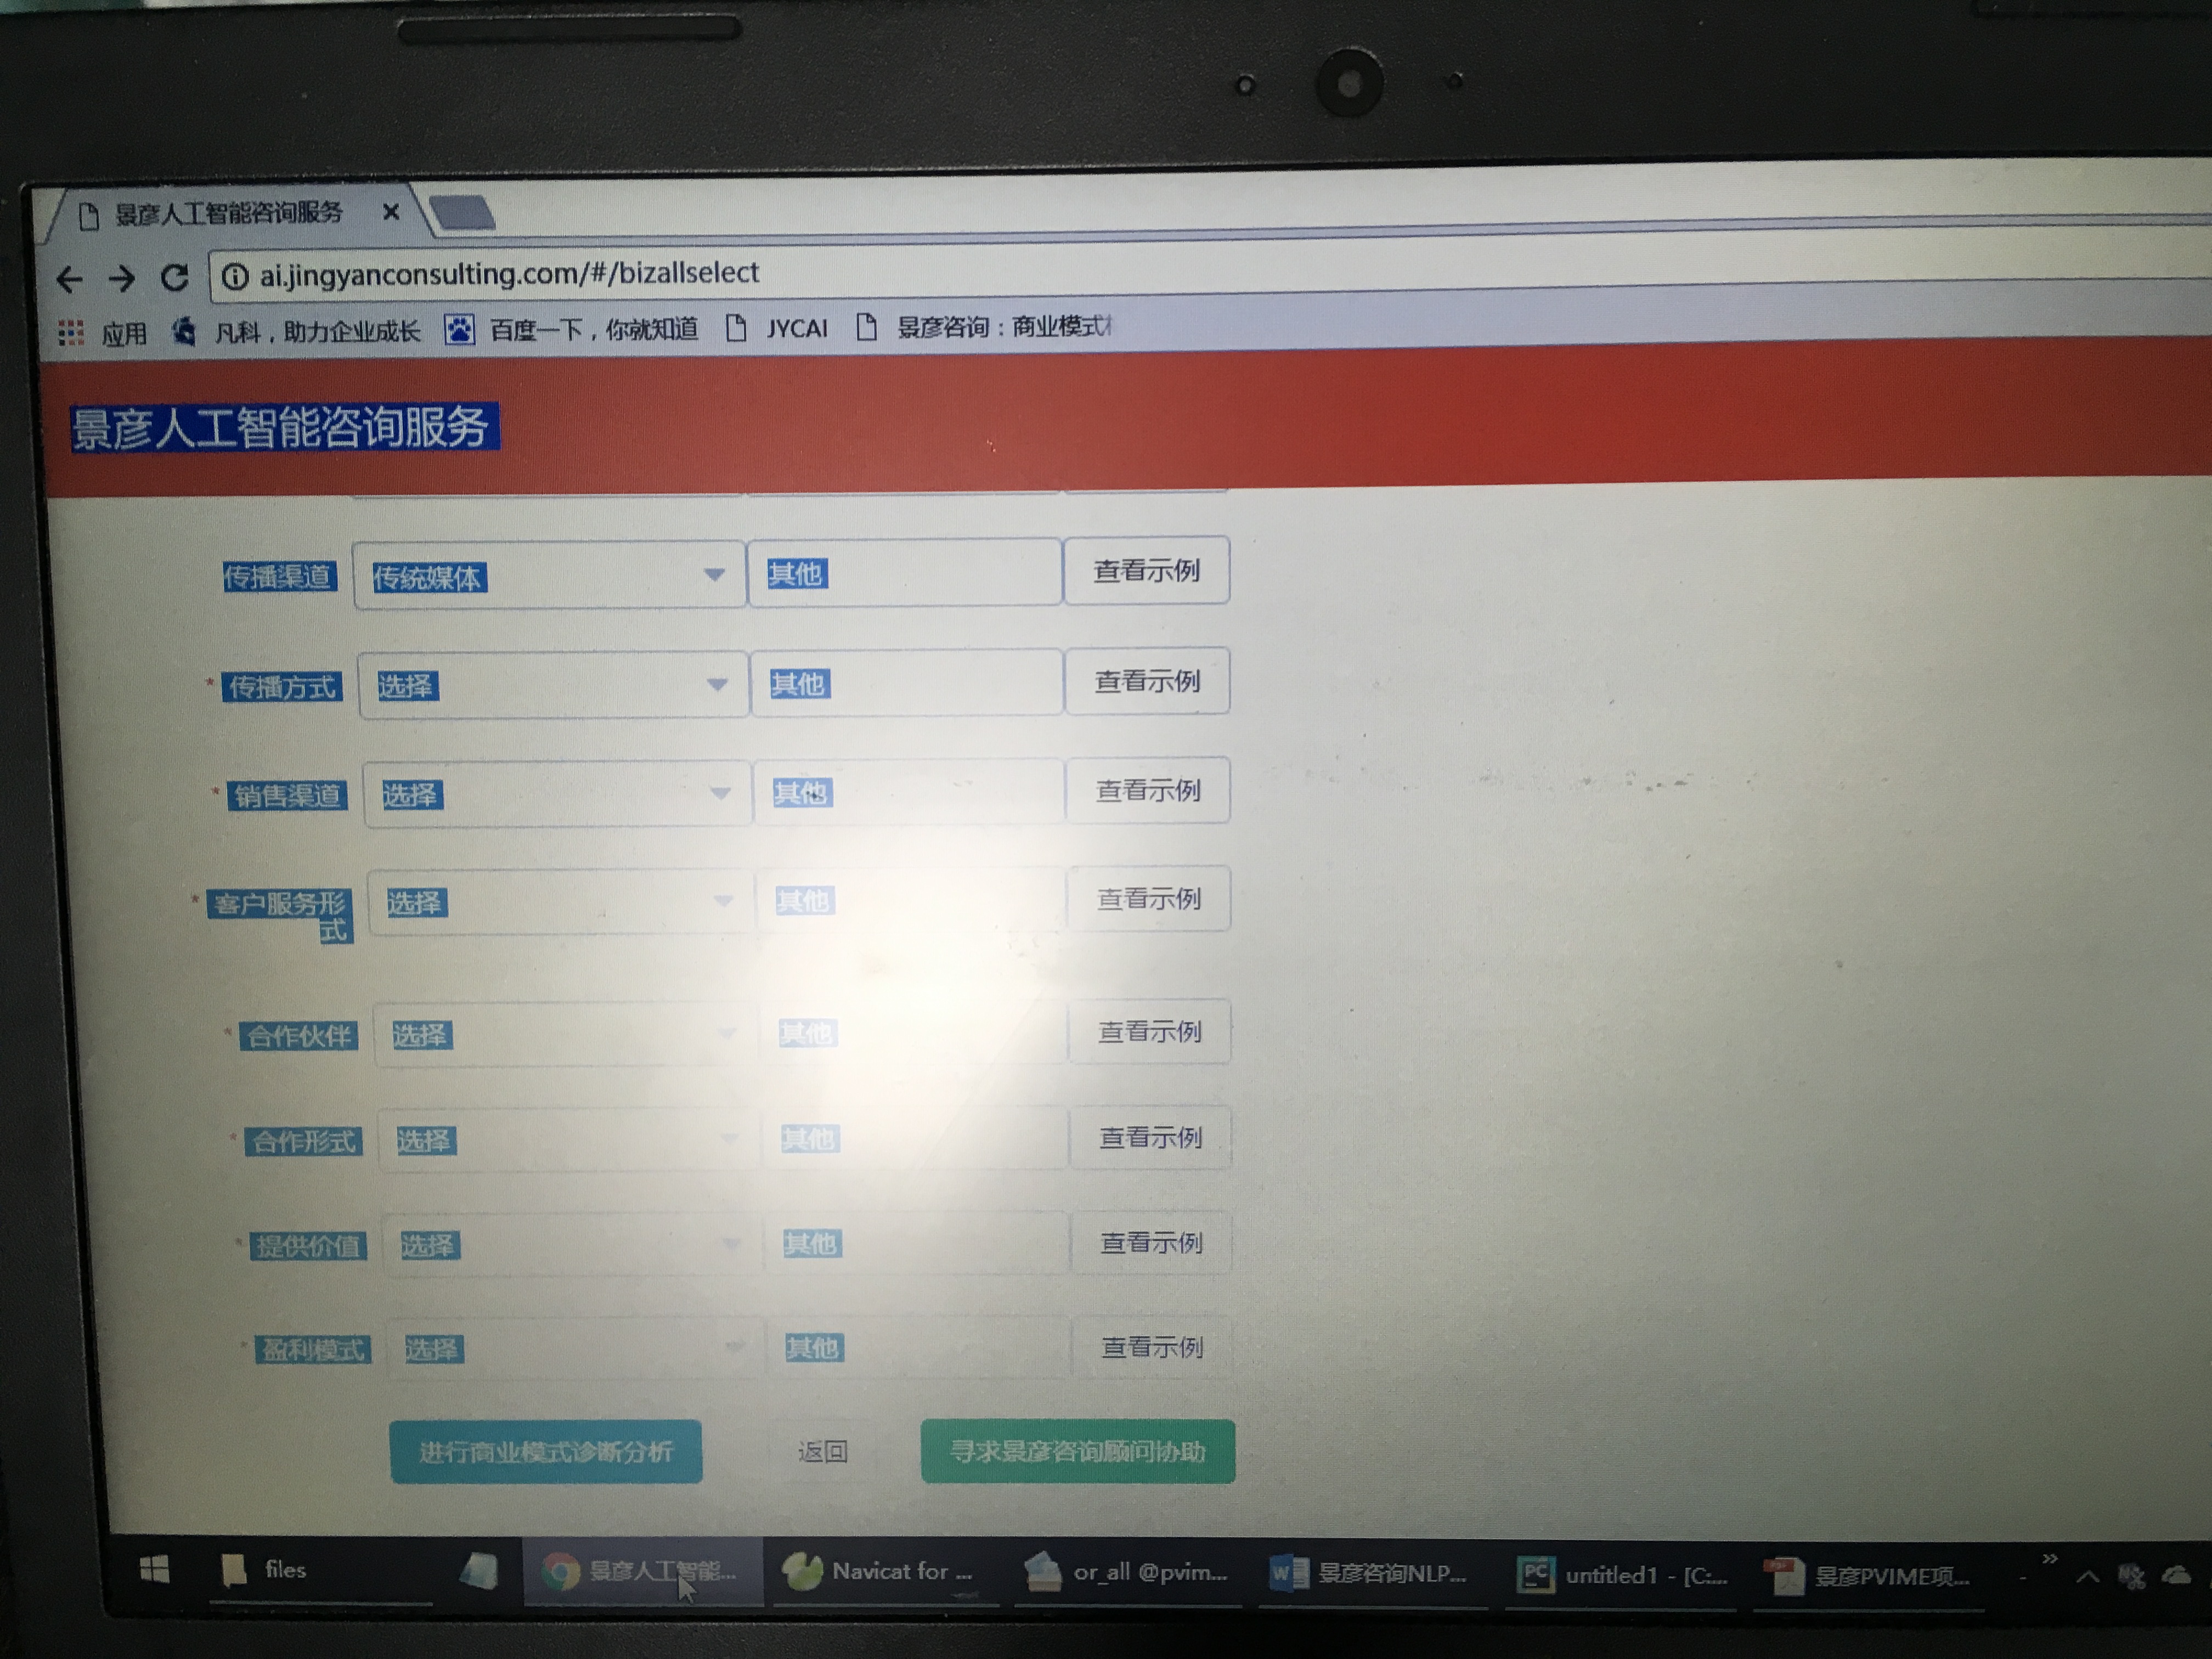 景彦人工智能咨询服务
ai.jingyanconsulting.com/#/bizallselect
应用 凡科，助力企业成长 百度一下，你就知道 JYCAI 景彦咨询：商业模式
景彦人工智能咨询服务
传播渠道 传统媒体 其他 查看示例
* 传播方式 选择 其他 查看示例
* 销售渠道 选择 其他 查看示例
* 客户服务形 选择 其他 查看示例
式
* 合作伙伴 选择 其他 查看示例
* 合作形式 选择 其他 查看示例
* 提供价值 选择 其他 查看示例
* 盈利模式 选择 其他 查看示例
进行商业模式诊断分析 返回 寻求景彦咨询顾问协助
files 景彦人工智能... Navicat for ... or_all @pvim... 景彦咨询NLP... untitled1 - [C:... 景彦PVIME项...